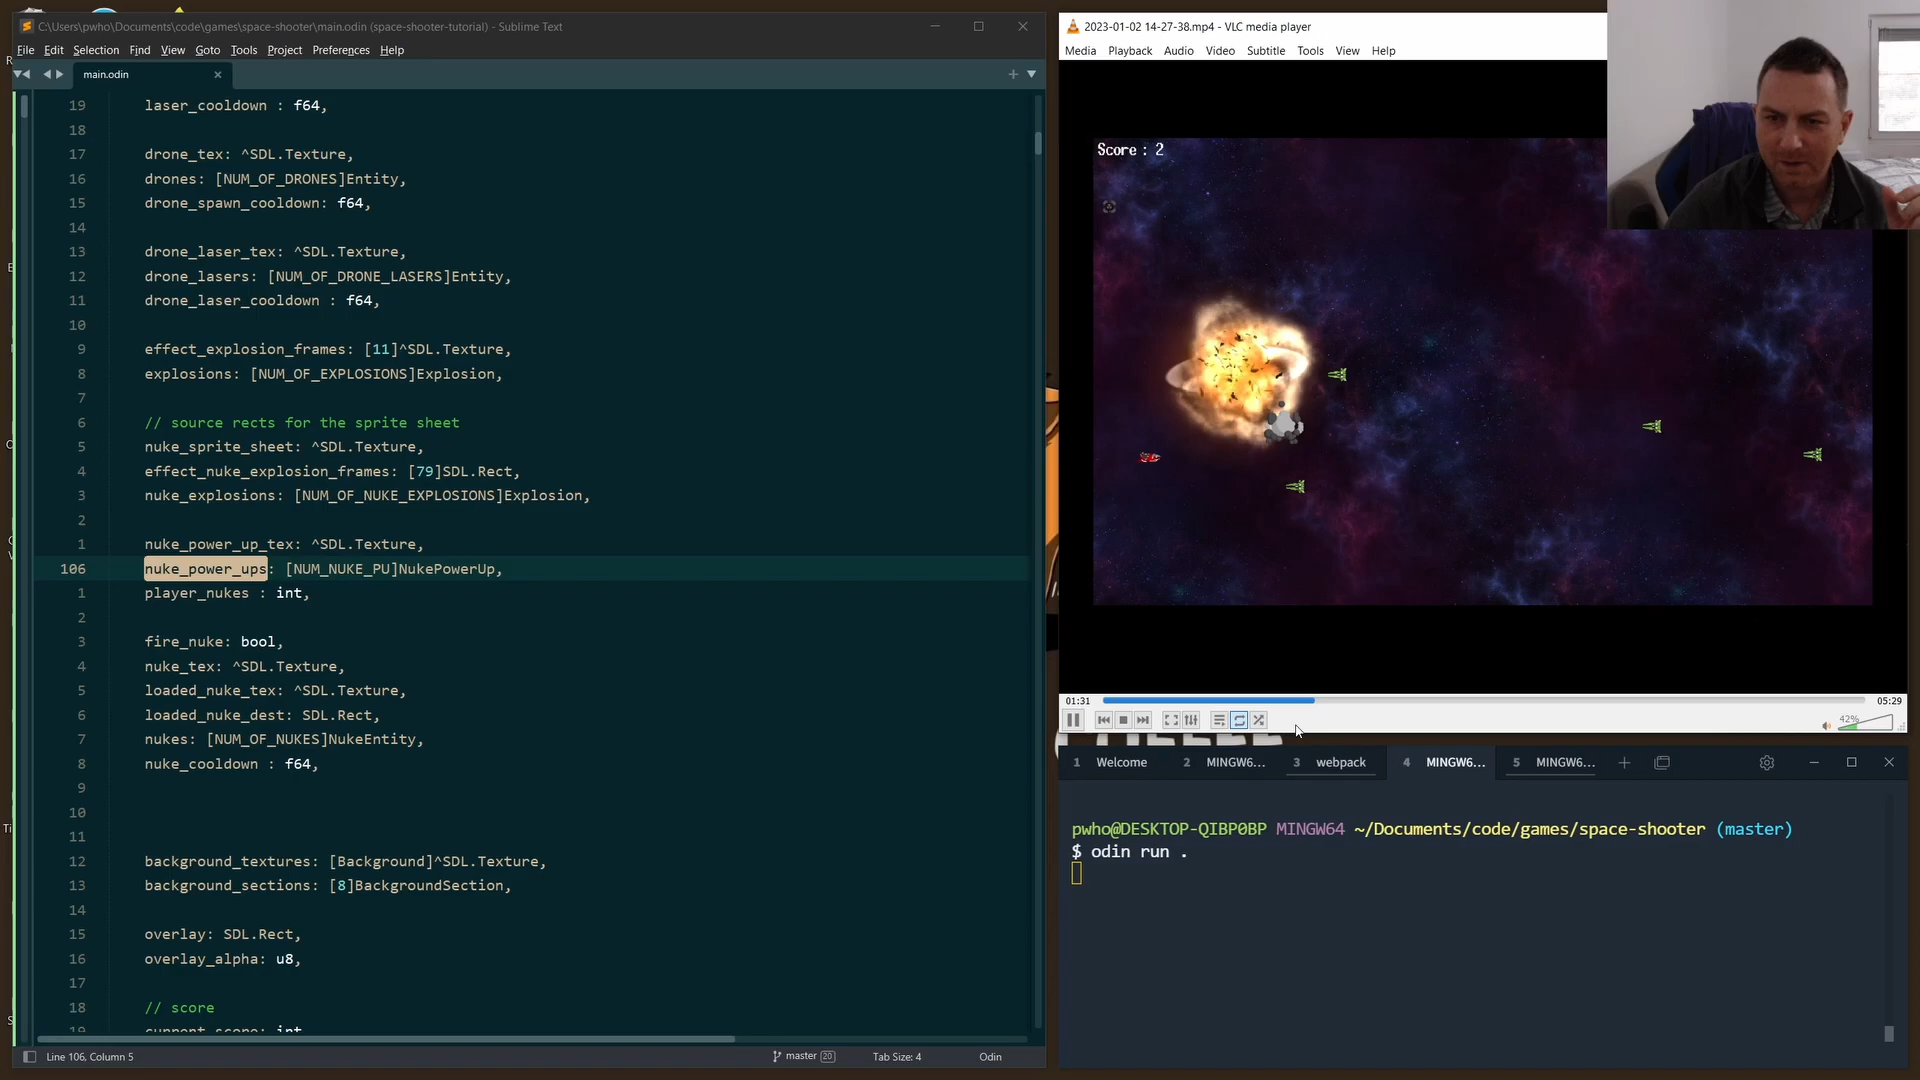 C:\Users\pwho\Documents\code\games\space-shooter\main.odin (space-shooter-tutorial) - Sublime Text
File Edit Selection Find View Goto Tools Project Preferences Help
main.odin
19 laser_cooldown : f64,
18
17 drone_tex: ^SDL.Texture,
16 drones: [NUM_OF_DRONES]Entity,
15 drone_spawn_cooldown: f64,
14
13 drone_laser_tex: ^SDL.Texture,
12 drone_lasers: [NUM_OF_DRONE_LASERS]Entity,
11 drone_laser_cooldown : f64,
10
9 effect_explosion_frames: [11]^SDL.Texture,
8 explosions: [NUM_OF_EXPLOSIONS]Explosion,
7
6 // source rects for the sprite sheet
5 nuke_sprite_sheet: ^SDL.Texture,
4 effect_nuke_explosion_frames: [79]SDL.Rect,
3 nuke_explosions: [NUM_OF_NUKE_EXPLOSIONS]Explosion,
2
1 nuke_power_up_tex: ^SDL.Texture,
106 nuke_power_ups: [NUM_NUKE_PU]NukePowerUp,
1 player_nukes : int,
2
3 fire_nuke: bool,
4 nuke_tex: ^SDL.Texture,
5 loaded_nuke_tex: ^SDL.Texture,
6 loaded_nuke_dest: SDL.Rect,
7 nukes: [NUM_OF_NUKES]NukeEntity,
8 nuke_cooldown : f64,
9
10
11
12 background_textures: [Background]^SDL.Texture,
13 background_sections: [8]BackgroundSection,
14
15 overlay: SDL.Rect,
16 overlay_alpha: u8,
17
18 // score
19 current_score: int
Line 106, Column 5 master 20 Tab Size: 4 Odin
2023-01-02 14-27-38.mp4 - VLC media player
Media Playback Audio Video Subtitle Tools View Help
Score : 2
01:31 05:29
42%
1 Welcome 2 MINGW6... 3 webpack 4 MINGW6... 5 MINGW6...
pwho@DESKTOP-QIBP0BP MINGW64 ~/Documents/code/games/space-shooter (master)
$ odin run .